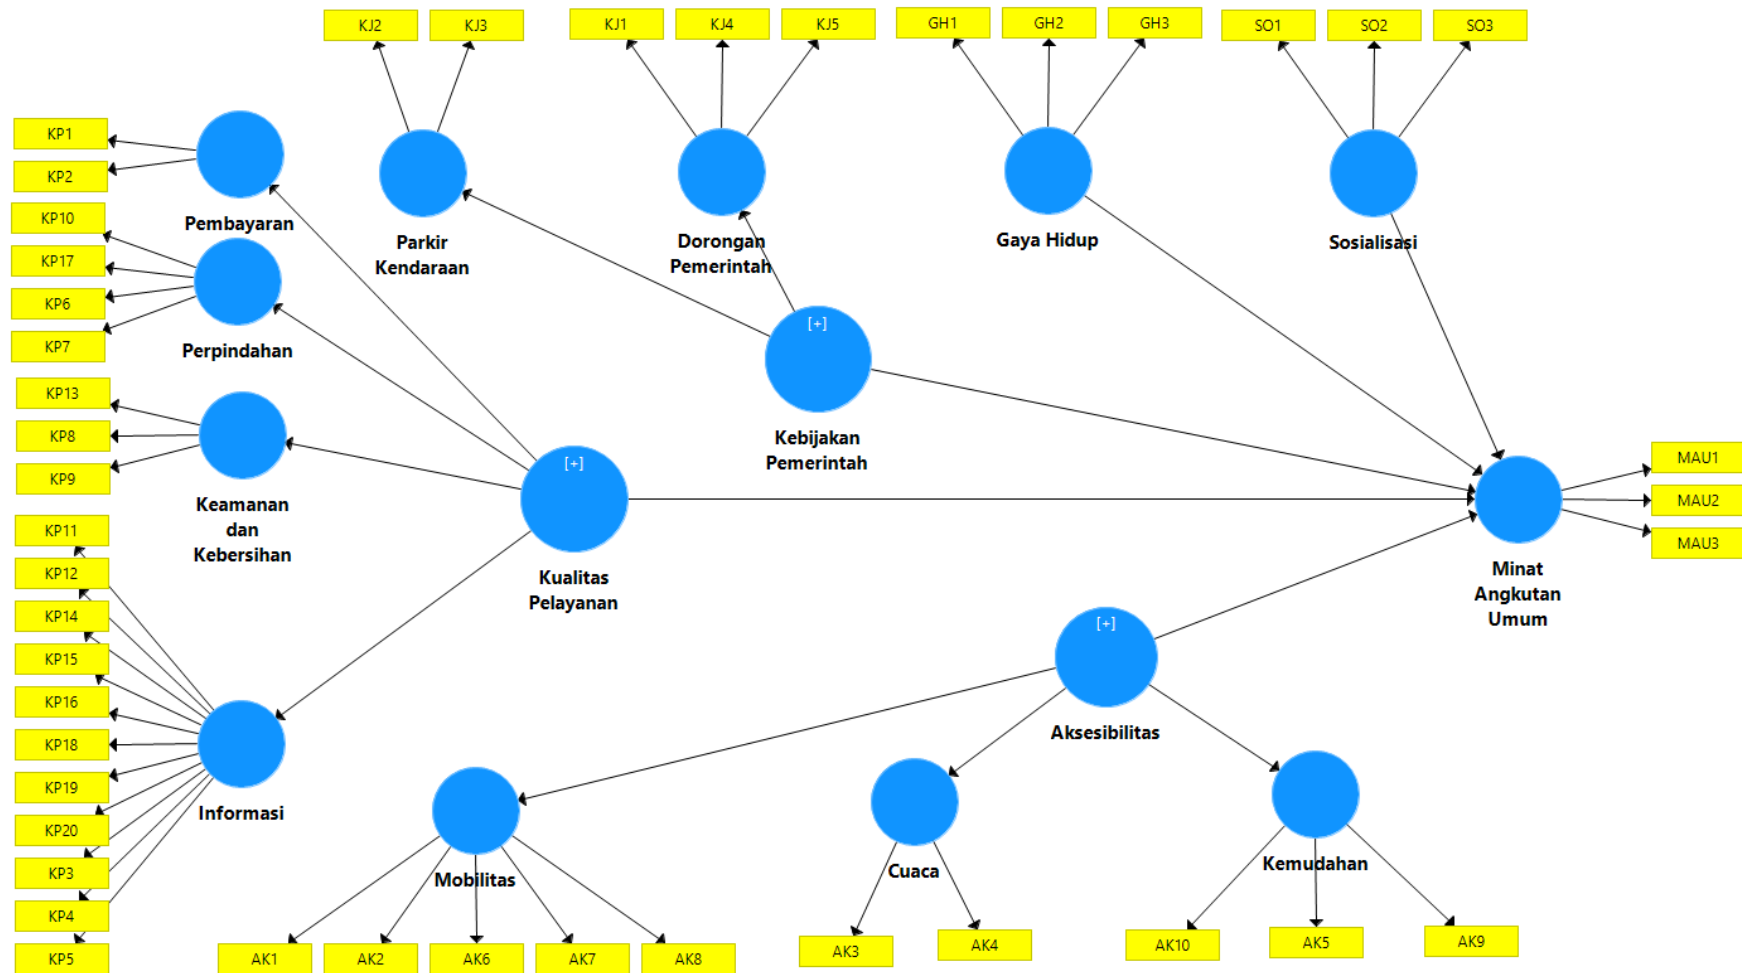 KJ2
KJ3
KJ1
KJ4
KJ5
GH1
GH2
GH3
SO1
SO2
SO3
KP1
KP2
Pembayaran
KP10
KP17
KP6
KP7
Perpindahan
Parkir
Kendaraan
Dorongan
Pemerintah
Gaya Hidup
Sosialisasi
[+]
Kebijakan
Pemerintah
KP13
KP8
KP9
Keamanan
dan
Kebersihan
[+]
Kualitas
Pelayanan
MAU1
MAU2
MAU3
Minat
Angkutan
Umum
KP11
KP12
KP14
KP15
KP16
KP18
KP19
KP20
KP3
KP4
KP5
Informasi
[+]
Aksesibilitas
Mobilitas
Cuaca
Kemudahan
AK1
AK2
AK6
AK7
AK8
AK3
AK4
AK10
AK5
AK9